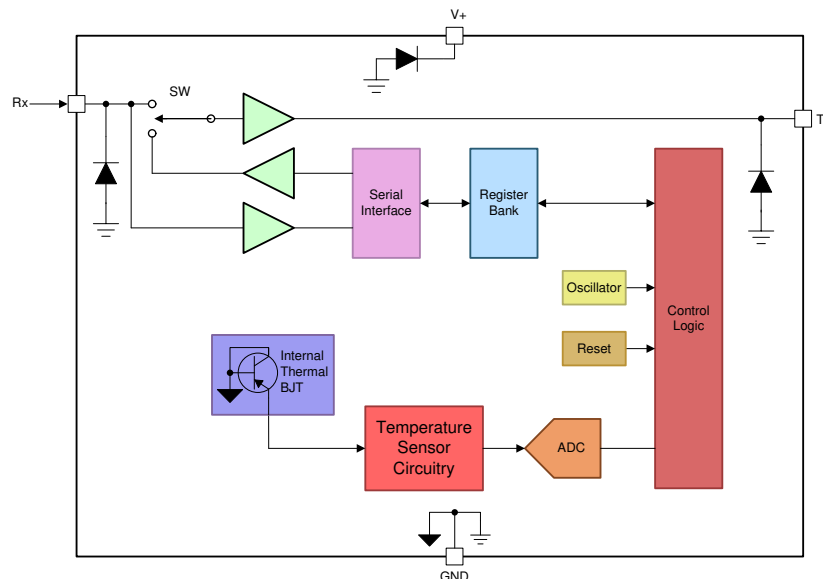 V+
Rx
SW
T
Serial
Interface
Register
Bank
Oscillator
Control
Logic
Reset
Internal
Thermal
BJT
Temperature
Sensor
Circuitry
ADC
GND